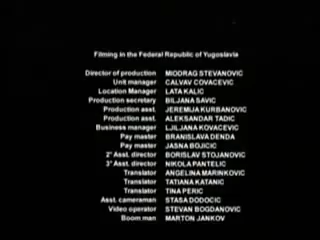 Filming in the Federal Republic of Yugoslavia
Director of production MIODRAG STEVANOVIC
Unit manager CALVAV COVACEVIC
Location Manager LATA KALIC
Production secretary BILJANA SAVIC
Production asst. JEREMIJA KURBANOVIC
Production asst. ALEKSANDAR TADIC
Business manager LJILJANA KOVACEVIC
Pay master BRANISLAVA DENDA
Pay master JASNA BOJICIC
2° Asst. director BORISLAV STOJANOVIC
3° Asst. director NIKOLA PANTELIC
Translator ANGELINA MARINKOVIC
Translator TATIANA KATANIC
Translator TINA PERIC
Asst. cameraman STASA DODOCIC
Video operator STEVAN BOGDANOVIC
Boom man MARTON JANKOV